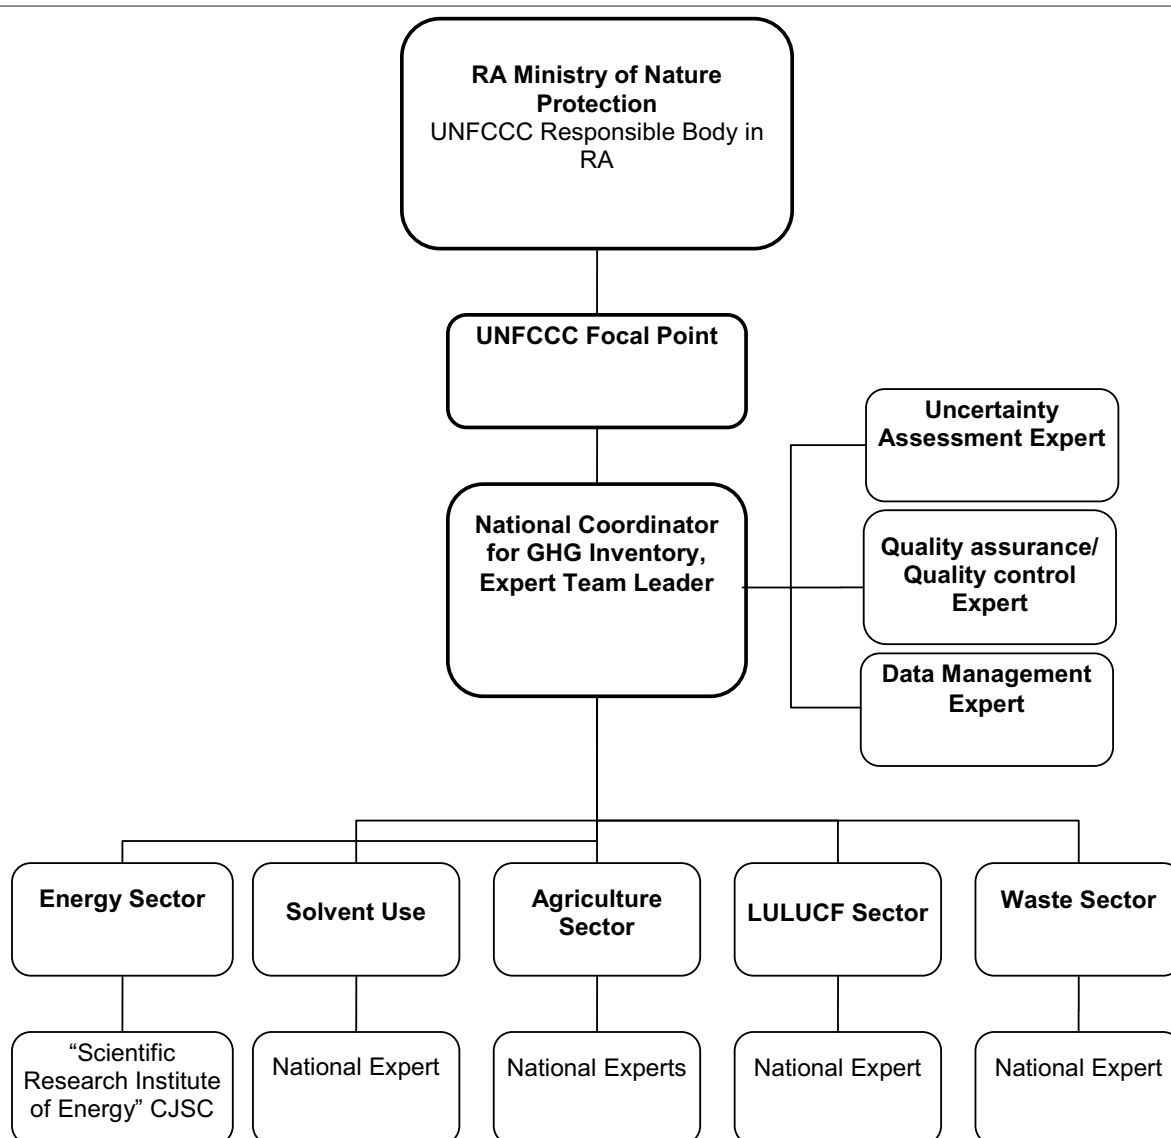 RA Ministry of Nature
Protection
UNFCCC Responsible Body in
RA
UNFCCC Focal Point
Uncertainty
Assessment Expert
National Coordinator
for GHG Inventory,
Expert Team Leader
Quality assurance/
Quality control
Expert
Data Management
Expert
Energy Sector
Solvent Use
Agriculture
Sector
LULUCF Sector
Waste Sector
“Scientific
Research Institute
of Energy” CJSC
National Expert
National Experts
National Expert
National Expert